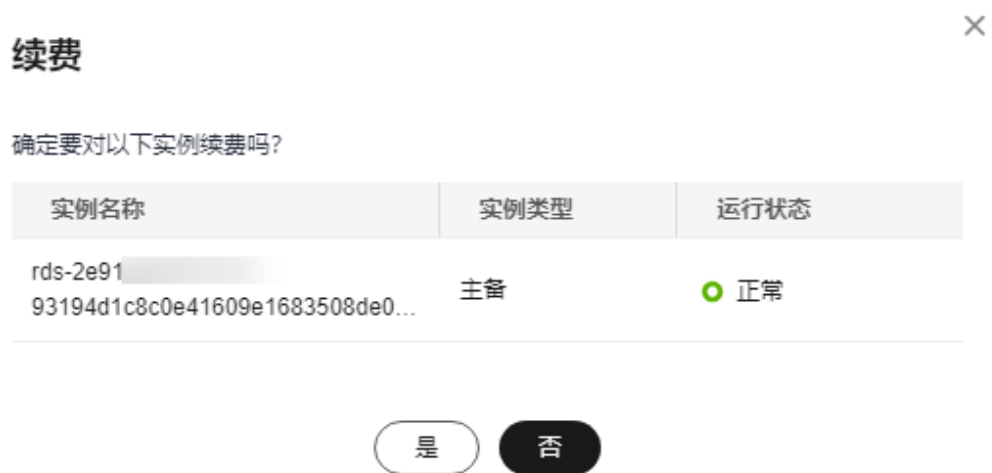 续费
确定要对以下实例续费吗?
实例名称 实例类型 运行状态
rds-2e91
93194d1c8c0e41609e1683508de0...
主备 正常
是 否